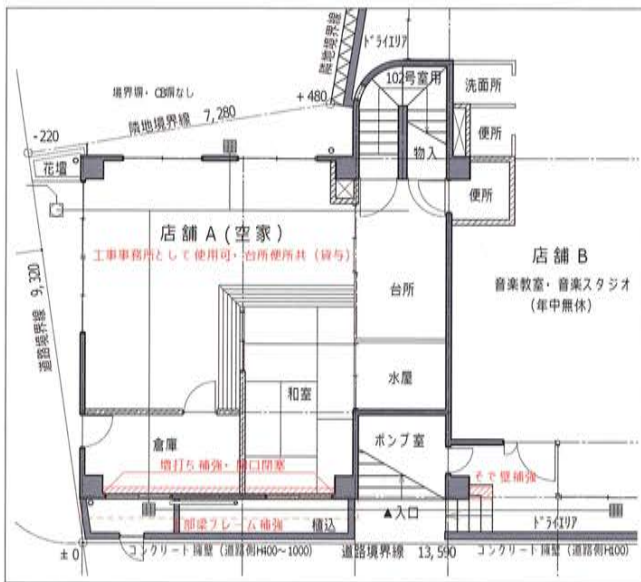 ドライエリア
隣地境界線
102号室用
洗面所
境界塀・CB塀なし
+480
隣地境界線 7,280
便所
-220
物入
花壇
便所
店舗A(空家)
工事事務所として使用可・台所便所共(貸与)
店舗B
音楽教室・音楽スタジオ
(年中無休)
台所
道路境界線 9,320
和室
水屋
倉庫
ポンプ室
増打ち補強・開口閉塞
そで壁補強
▲入口
部梁フレーム補強
植込
ドライエリア
±0
コンクリート擁壁(道路側H400~1000)
道路境界線 13,590
コンクリート擁壁(道路側H100)